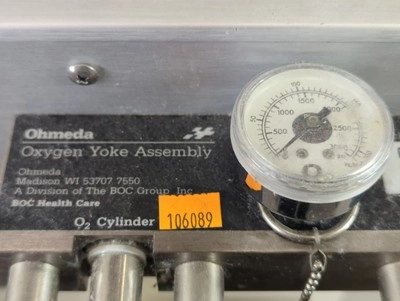 Ohmeda
Oxygen Yoke Assembly
Ohmeda
Madison WI 53707 7550
A Division of The BOC Group Inc
BOC Health Care
O2 Cylinder
106089
500
1000
1500
2500